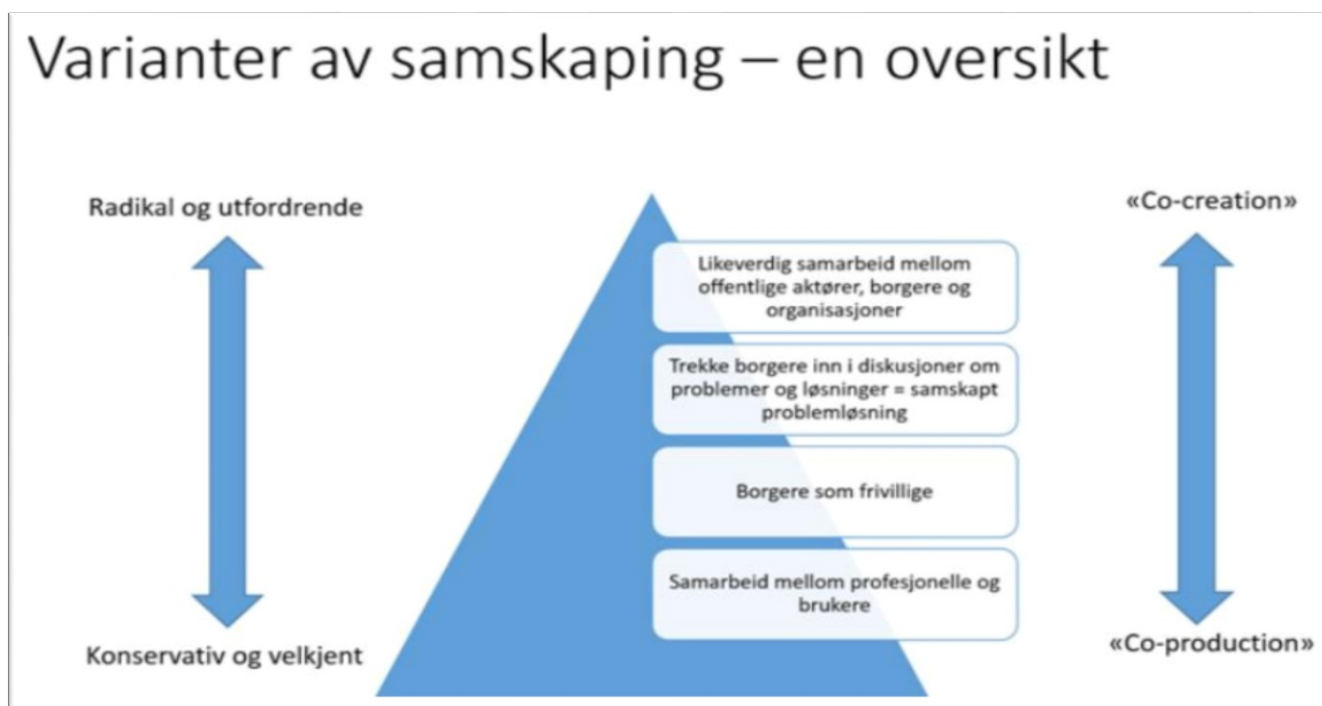 Varianter av samskaping – en oversikt
Radikal og utfordrende
«Co-creation»
Likeverdig samarbeid mellom
offentlige aktører, borgere og
organisasjoner
Trekke borgere inn i diskusjoner om
problemer og løsninger = samskapt
problemløsning
Borgere som frivillige
Samarbeid mellom profesjonelle og
brukere
Konservativ og velkjent
«Co-production»